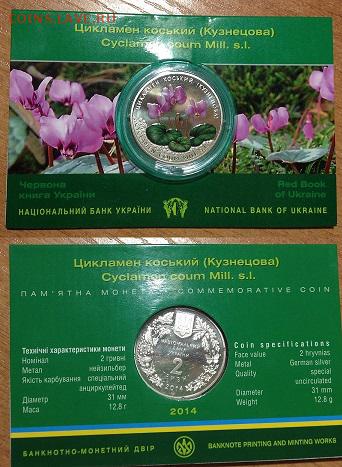 COINS.LAVE.RU
Цикламен коський (Кузнецова)
Cyclamen coum Mill. s.l.
ЦИКЛАМЕН КОСЬКИЙ (КУЗНЕЦОВА)
Червона
книга України
Red Book
of Ukraine
НАЦІОНАЛЬНИЙ БАНК УКРАЇНИ
NATIONAL BANK OF UKRAINE
Цикламен коський (Кузнецова)
Cyclamen coum Mill. s.l.
ПАМ'ЯТНА МОНЕТА
COMMEMORATIVE COIN
Технічні характеристики монети
Номінал 2 гривні
Метал нейзильбер
Якість карбування спеціальний
анциркулейтед
Діаметр 31 мм
Маса 12.8 г
НАЦІОНАЛЬНИЙ
БАНК
УКРАЇНИ
2
ГРИВНІ
2014
Coin specifications
Face value 2 hryvnias
Metal German silver
Quality special
uncirculated
Diameter 31 mm
Weight 12.8 g
2014
БАНКНОТНО-МОНЕТНИЙ ДВІР
BANKNOTE PRINTING AND MINTING WORKS